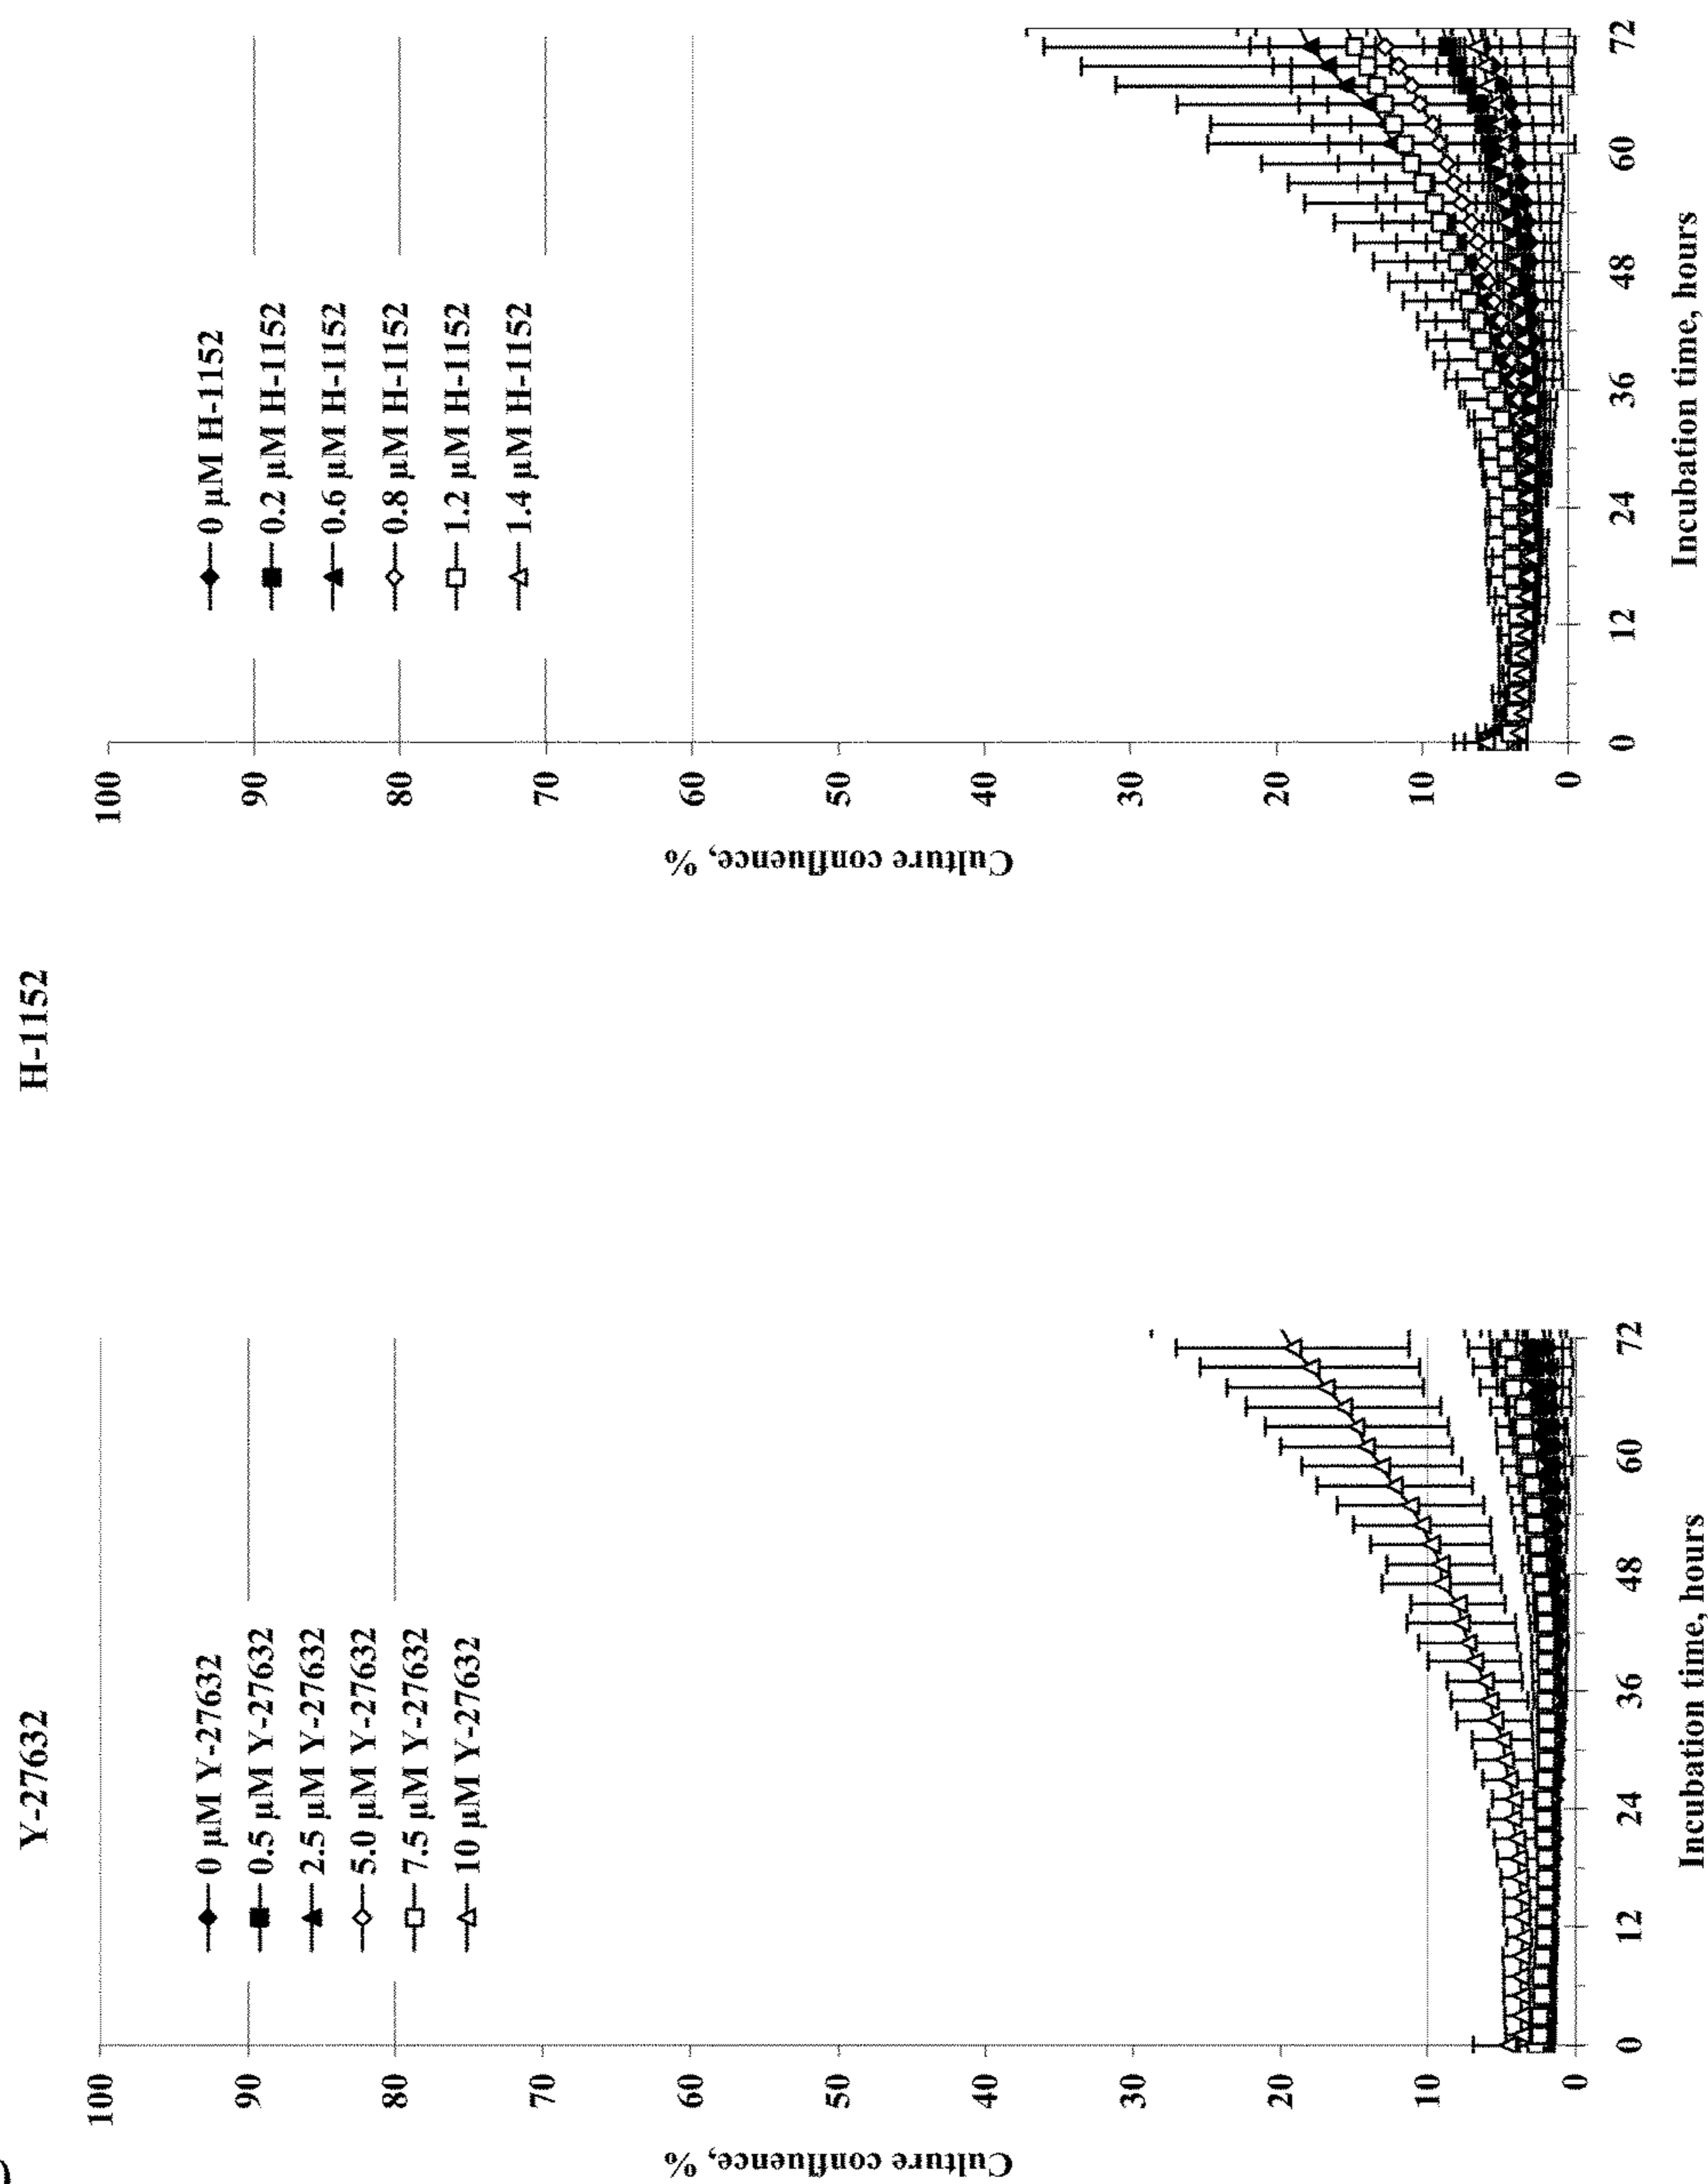 Y-27632
100
90
80
70
60
50
40
30
20
10
0
Culture confluence, %
0 µM Y-27632
0.5 µM Y-27632
2.5 µM Y-27632
5.0 µM Y-27632
7.5 µM Y-27632
10 µM Y-27632
0 12 24 36 48 60 72
Incubation time, hours
H-1152
100
90
80
70
60
50
40
30
20
10
0
Culture confluence, %
0 µM H-1152
0.2 µM H-1152
0.6 µM H-1152
0.8 µM H-1152
1.2 µM H-1152
1.4 µM H-1152
0 12 24 36 48 60 72
Incubation time, hours